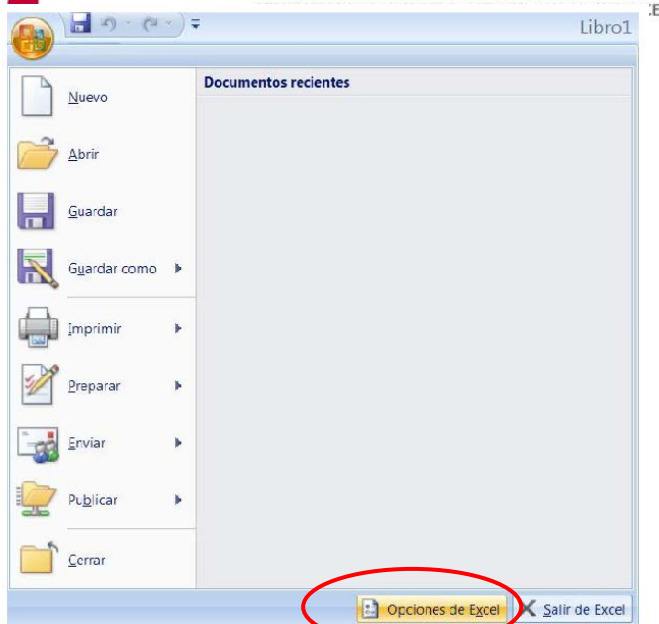 Libro1
Documentos recientes
Nuevo
Abrir
Guardar
Guardar como
Imprimir
Preparar
Enviar
Publicar
Cerrar
Opciones de Excel
Salir de Excel